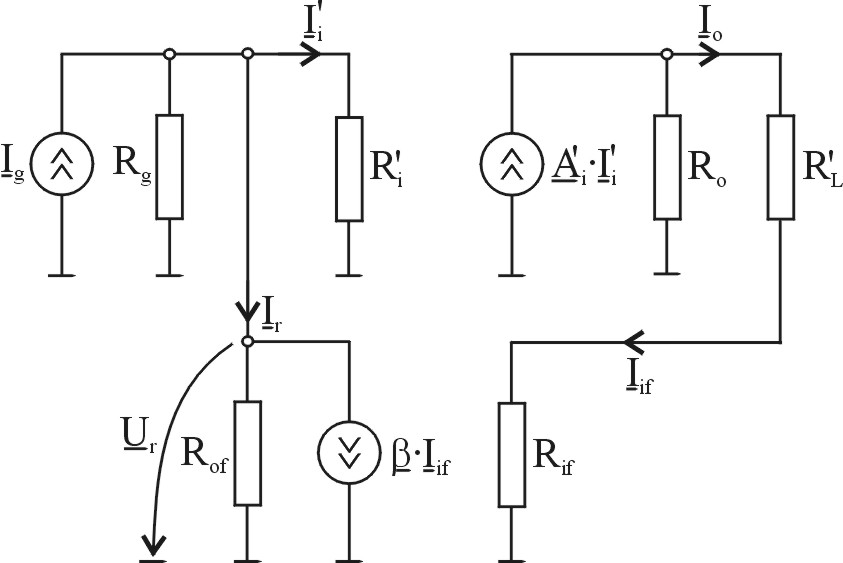 I'i
Io
Ig
Rg
R'i
A'i·I'i
Ro
R'L
Ir
Iif
Ur
Rof
β·Iif
Rif